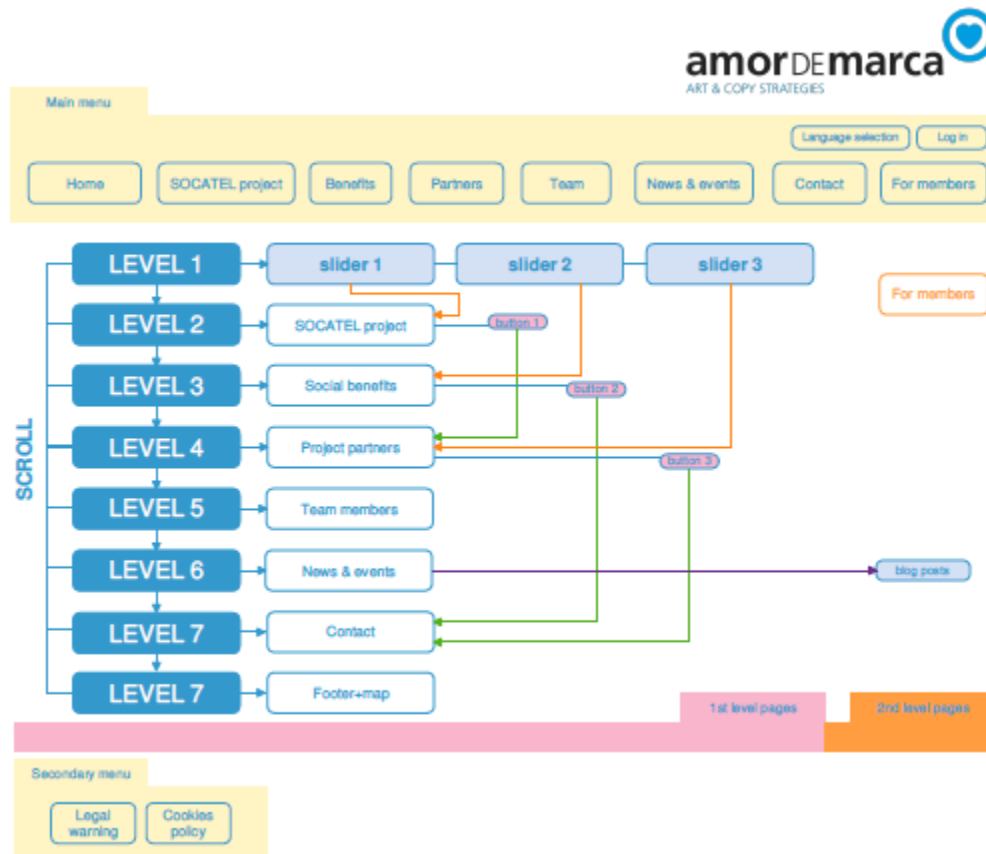 amorDEmarca
ART & COPY STRATEGIES
Main menu
Language selection
Log in
Home
SOCATEL project
Benefits
Partners
Team
News & events
Contact
For members
LEVEL 1
slider 1
slider 2
slider 3
For members
LEVEL 2
SOCATEL project
button 1
LEVEL 3
Social benefits
button 2
SCROLL
LEVEL 4
Project partners
button 3
LEVEL 5
Team members
LEVEL 6
News & events
blog posts
LEVEL 7
Contact
LEVEL 7
Footer+map
1st level pages
2nd level pages
Secondary menu
Legal
warning
Cookies
policy